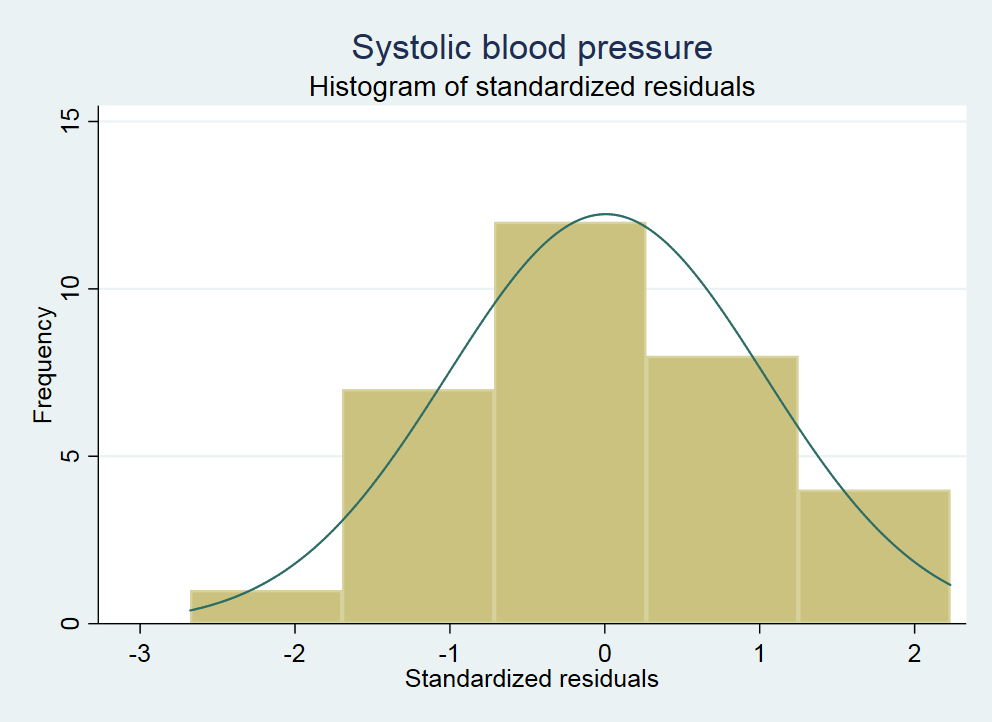 Systolic blood pressure
Histogram of standardized residuals
15
10
5
0
Frequency
-3 -2 -1 0 1 2
Standardized residuals